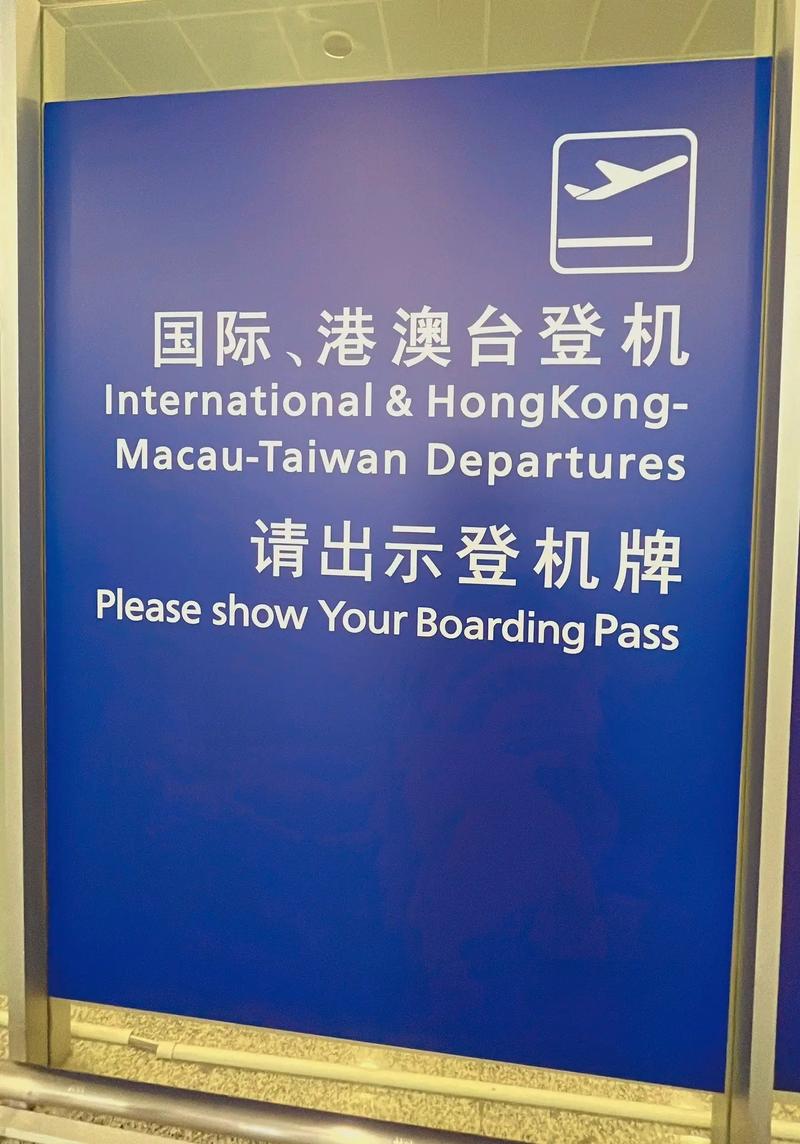 国际、港澳台登机
International & HongKong-
Macau-Taiwan Departures
请出示登机牌
Please show Your Boarding Pass